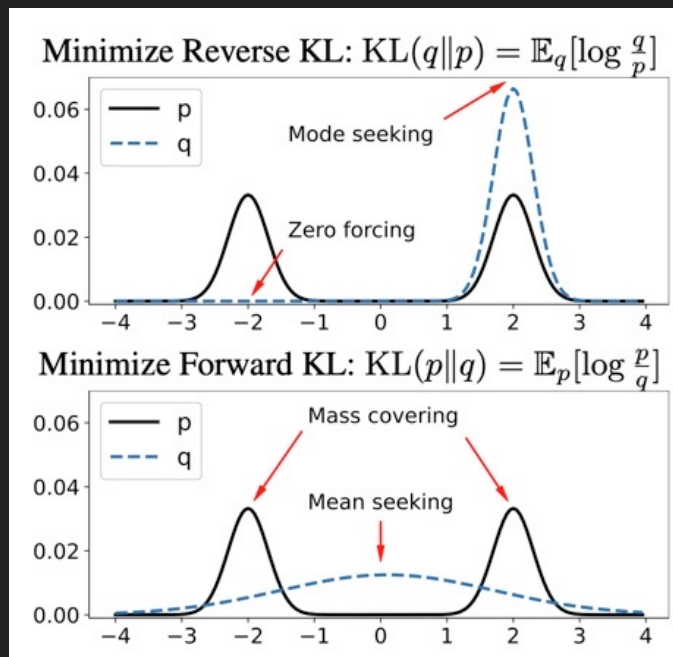 Minimize Reverse KL: KL(q∥p) = 𝔼_q[log q/p]
p
q
Mode seeking
Zero forcing
0.06
0.04
0.02
0.00
−4 −3 −2 −1 0 1 2 3 4
Minimize Forward KL: KL(p∥q) = 𝔼_p[log p/q]
p
q
Mass covering
Mean seeking
0.06
0.04
0.02
0.00
−4 −3 −2 −1 0 1 2 3 4